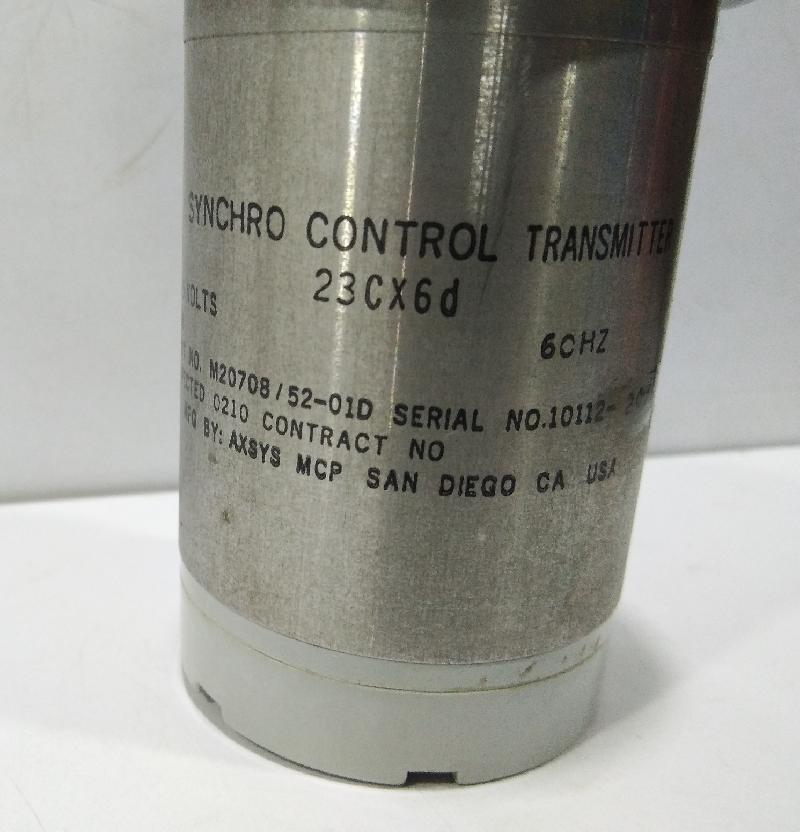 SYNCHRO CONTROL TRANSMITTER
VOLTS 23CX6d
60HZ
NO. M20708/52-01D SERIAL NO.10112-
0210 CONTRACT NO
MFG BY: AXSYS MCP SAN DIEGO CA USA